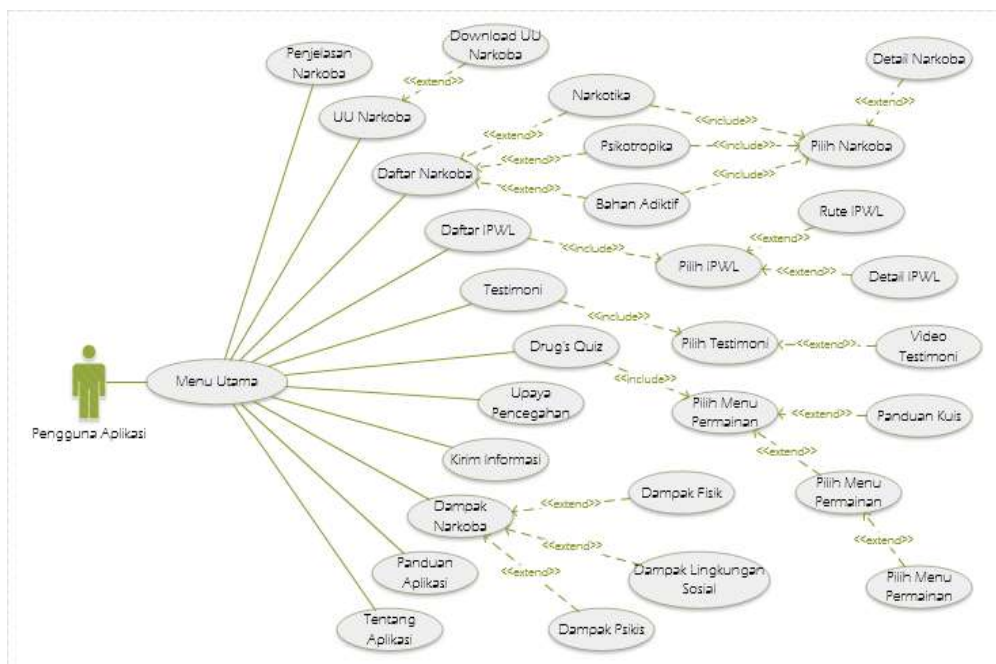 Penjelasan
Narkoba
Download UU
Narkoba
<<extend>>
UU Narkoba
Narkotika
<<extend>>
Psikotropika
<<extend>>
Daftar Narkoba
<<extend>>
Bahan Adiktif
<<include>>
<<include>>
<<include>>
Detail Narkoba
<<extend>>
Pilih Narkoba
Daftar IPWL
<<include>>
Pilih IPWL
Rute IPWL
<<extend>>
<<extend>>
Detail IPWL
Testimoni
<<include>>
Pilih Testimoni
<<extend>>
Video
Testimoni
Drug's Quiz
<<include>>
Pilih Menu
Permainan
<<extend>>
Panduan Kuis
<<extend>>
Pilih Menu
Permainan
<<extend>>
Pilih Menu
Permainan
Menu Utama
Pengguna Aplikasi
Upaya
Pencegahan
Kirim Informasi
Dampak
Narkoba
<<extend>>
Dampak Fisik
<<extend>>
Dampak Lingkungan
Sosial
<<extend>>
Dampak Psikis
Panduan
Aplikasi
Tentang
Aplikasi